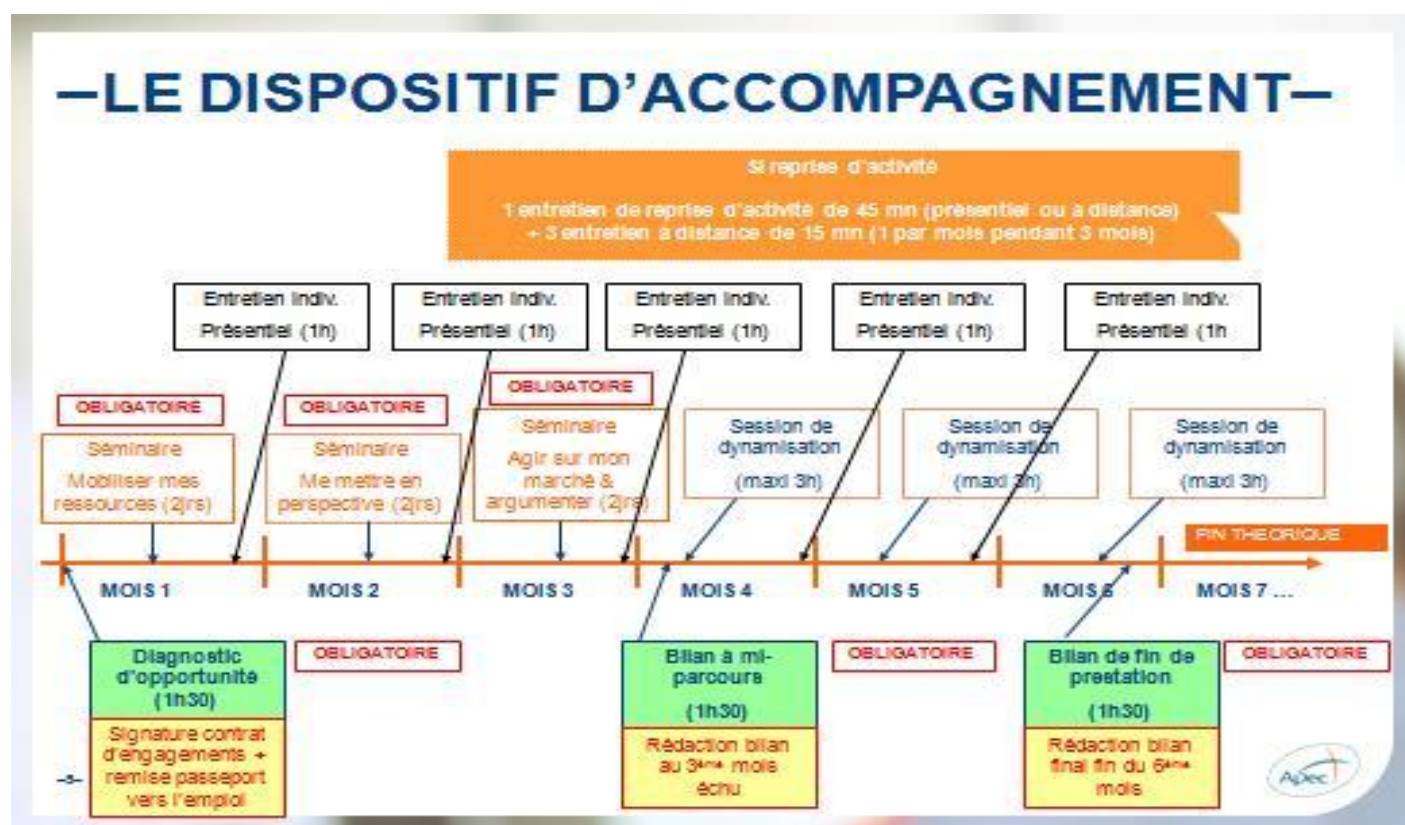 –LE DISPOSITIF D'ACCOMPAGNEMENT–
Si reprise d'activité
1 entretien de reprise d'activité de 45 mn (présentiel ou a distance)
+ 3 entretien a distance de 15 mn (1 par mois pendant 3 mois)
Entretien Indiv.
Présentiel (1h)
Entretien Indiv.
Présentiel (1h)
Entretien Indiv.
Présentiel (1h)
Entretien Indiv.
Présentiel (1h)
Entretien Indiv.
Présentiel (1h
OBLIGATOIRE
Séminaire
Mobiliser mes
ressources (2jrs)
OBLIGATOIRE
Séminaire
Me mettre en
perspective (2jrs)
OBLIGATOIRE
Séminaire
Agir sur mon
marché &
argumenter (2jrs)
Session de
dynamisation
(maxi 3h)
Session de
dynamisation
(maxi 3h)
Session de
dynamisation
(maxi 3h)
FIN THEORIQUE
MOIS 1
MOIS 2
MOIS 3
MOIS 4
MOIS 5
MOIS 6
MOIS 7 ...
Diagnostic
d'opportunité
(1h30)
OBLIGATOIRE
Signature contrat
d'engagements +
remise passeport
vers l'emploi
Bilan à mi-
parcours
(1h30)
OBLIGATOIRE
Rédaction bilan
au 3ème mois
échu
Bilan de fin de
prestation
(1h30)
OBLIGATOIRE
Rédaction bilan
final fin du 6ème
mois
–5–
Apec